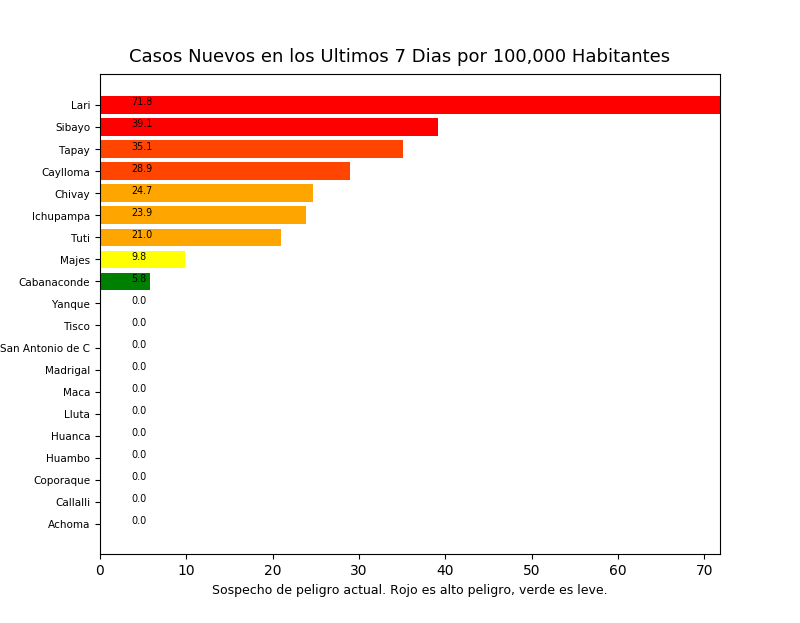 Casos Nuevos en los Ultimos 7 Dias por 100,000 Habitantes
Lari 71.8
Sibayo 39.1
Tapay 35.1
Caylloma 28.9
Chivay 24.7
Ichupampa 23.9
Tuti 21.0
Majes 9.8
Cabanaconde 5.8
Yanque 0.0
Tisco 0.0
San Antonio de C 0.0
Madrigal 0.0
Maca 0.0
Lluta 0.0
Huanca 0.0
Huambo 0.0
Coporaque 0.0
Callalli 0.0
Achoma 0.0
0 10 20 30 40 50 60 70
Sospecho de peligro actual. Rojo es alto peligro, verde es leve.